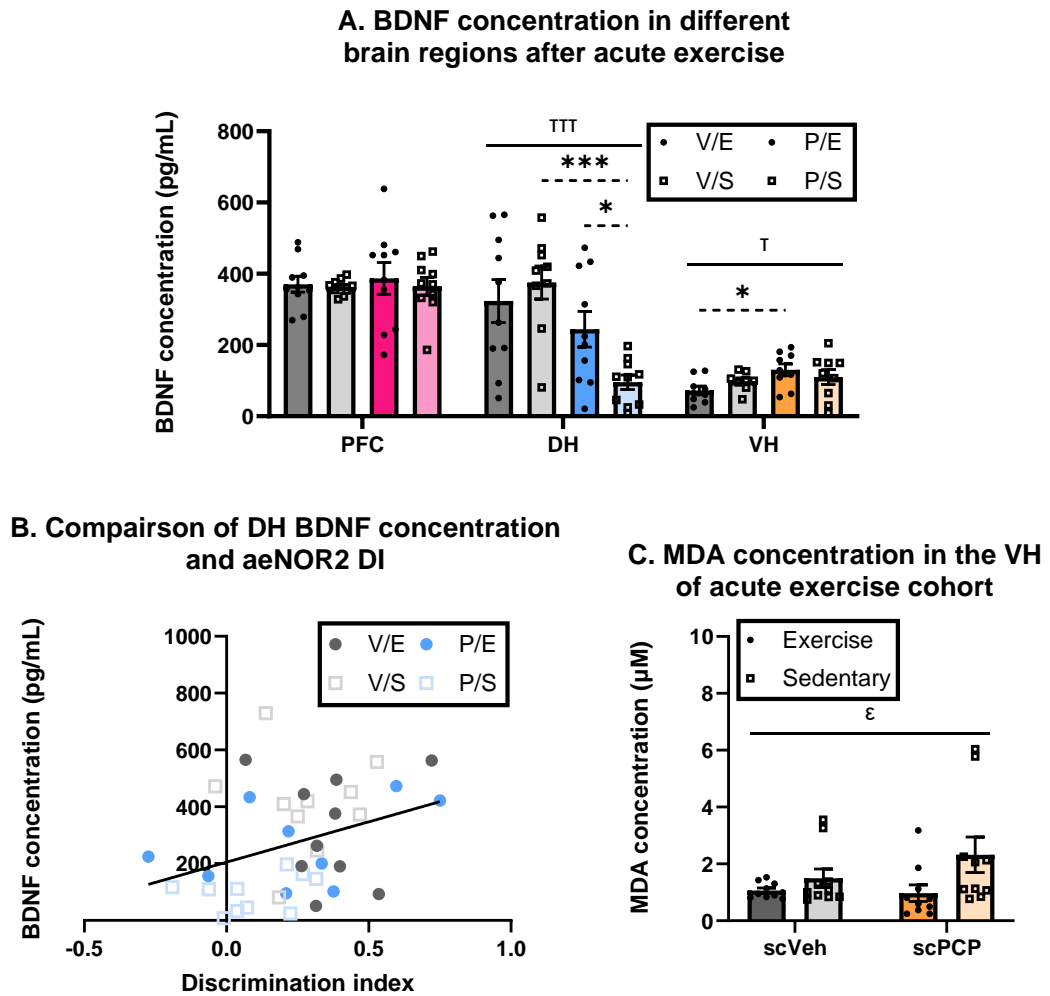 A. BDNF concentration in different
brain regions after acute exercise
BDNF concentration (pg/mL)
800
600
400
200
0
TTT
***
*
T
*
V/E P/E
V/S P/S
PFC DH VH
B. Compairson of DH BDNF concentration
and aeNOR2 DI
BDNF concentration (pg/mL)
1000
800
600
400
200
V/E P/E
V/S P/S
-0.5 0.0 0.5 1.0
Discrimination index
C. MDA concentration in the VH
of acute exercise cohort
MDA concentration (µM)
10
8
6
4
2
0
Exercise
Sedentary
ε
scVeh scPCP